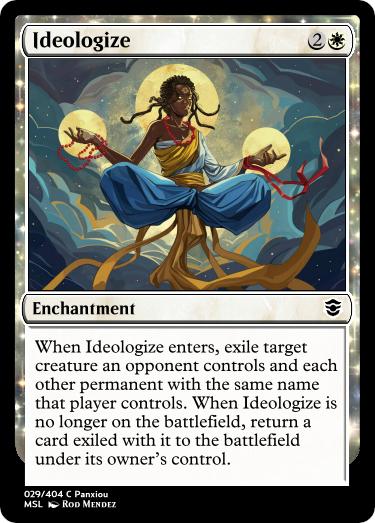 Ideologize 2
Enchantment
When Ideologize enters, exile target
creature an opponent controls and each
other permanent with the same name
that player controls. When Ideologize is
no longer on the battlefield, return a
card exiled with it to the battlefield
under its owner's control.
029/404 C Panxiou
MSL Rod Mendez